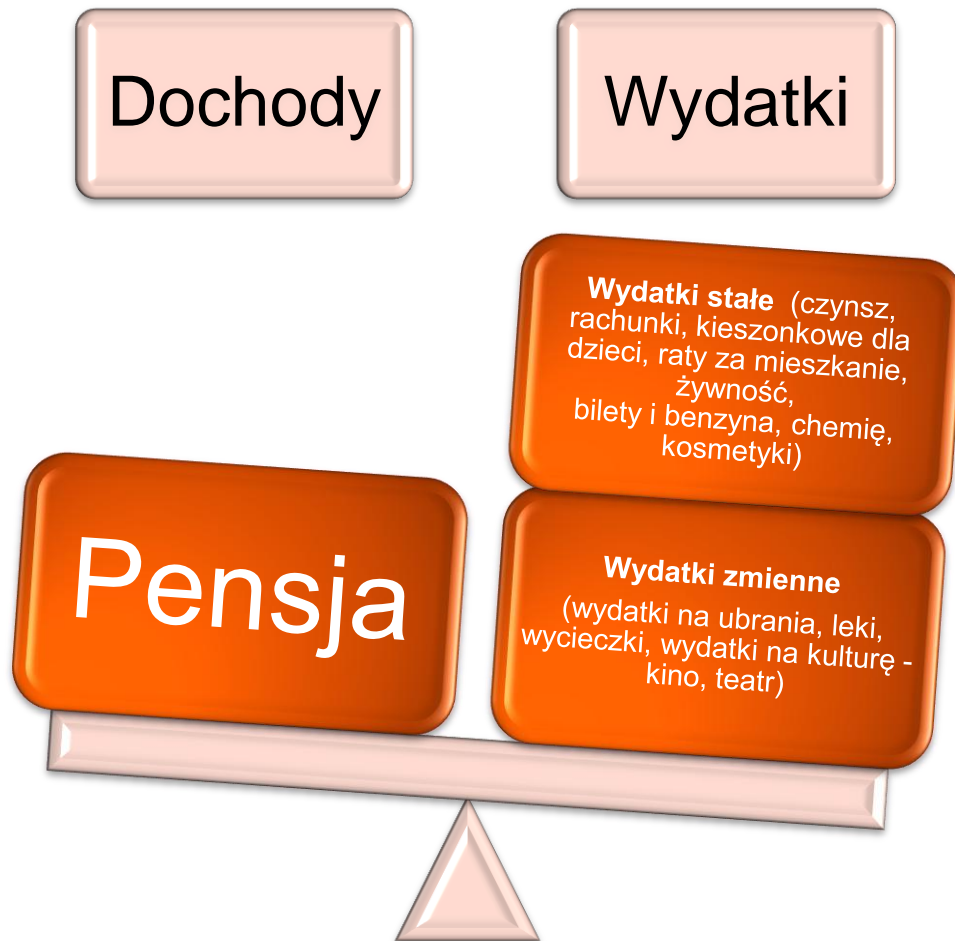 Dochody
Wydatki
Wydatki stałe (czynsz,
rachunki, kieszonkowe dla
dzieci, raty za mieszkanie,
żywność,
bilety i benzyna, chemię,
kosmetyki)
Pensja
Wydatki zmienne
(wydatki na ubrania, leki,
wycieczki, wydatki na kulturę -
kino, teatr)